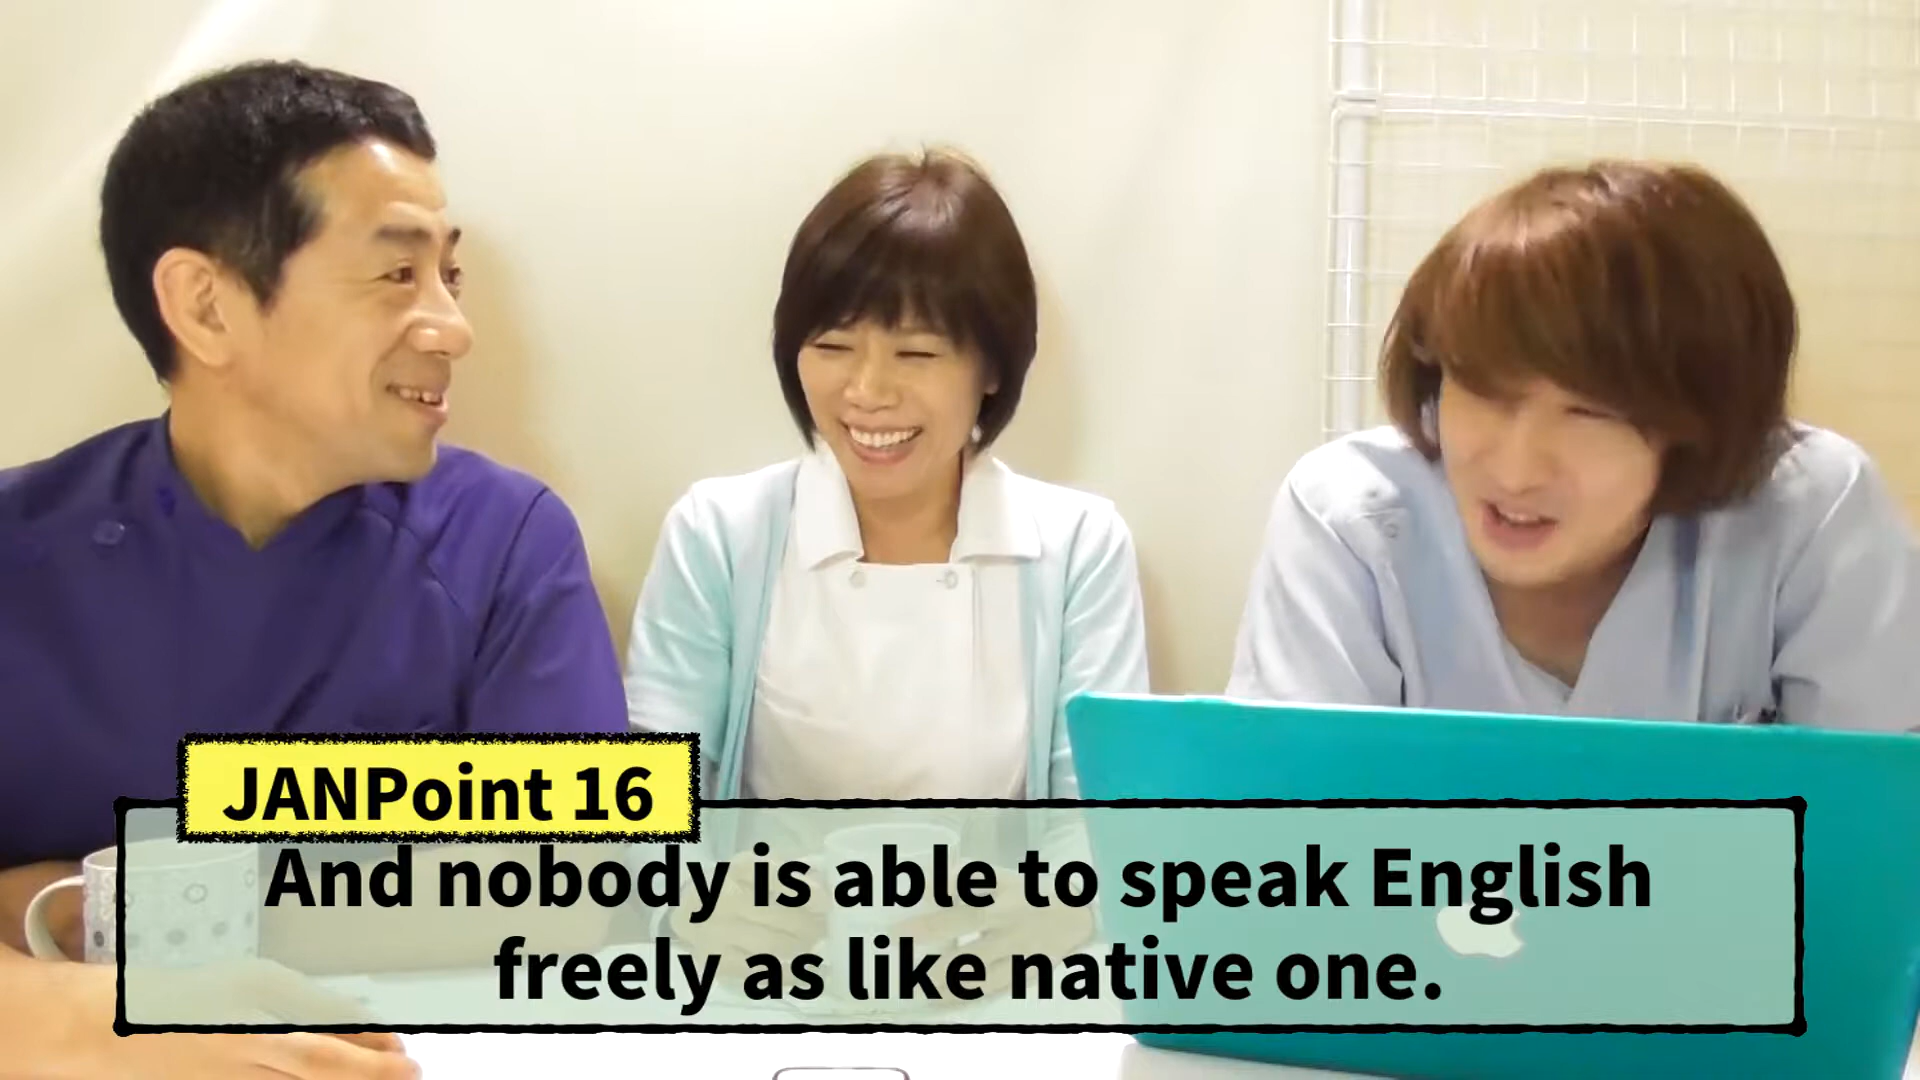 JANPoint 16
And nobody is able to speak English
freely as like native one.